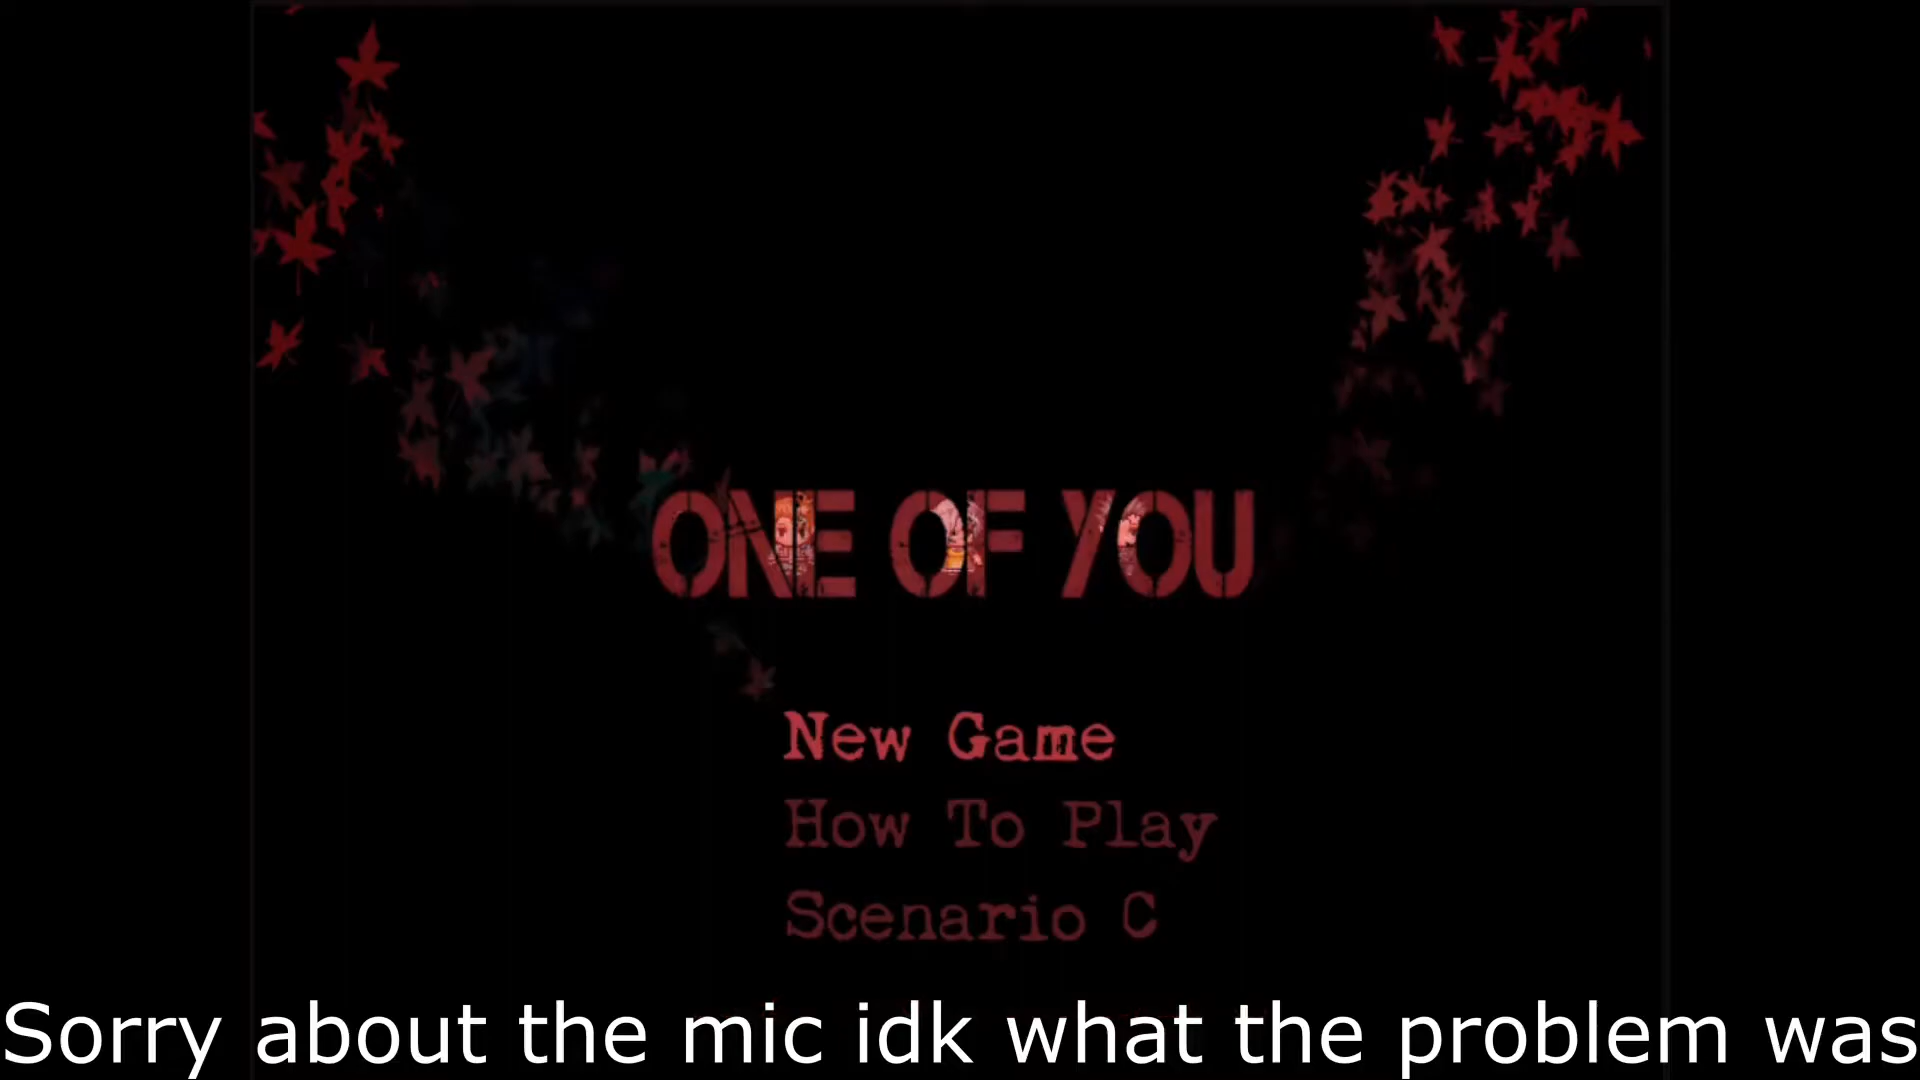 ONE OF YOU
New Game
How To Play
Scenario C
Sorry about the mic idk what the problem was